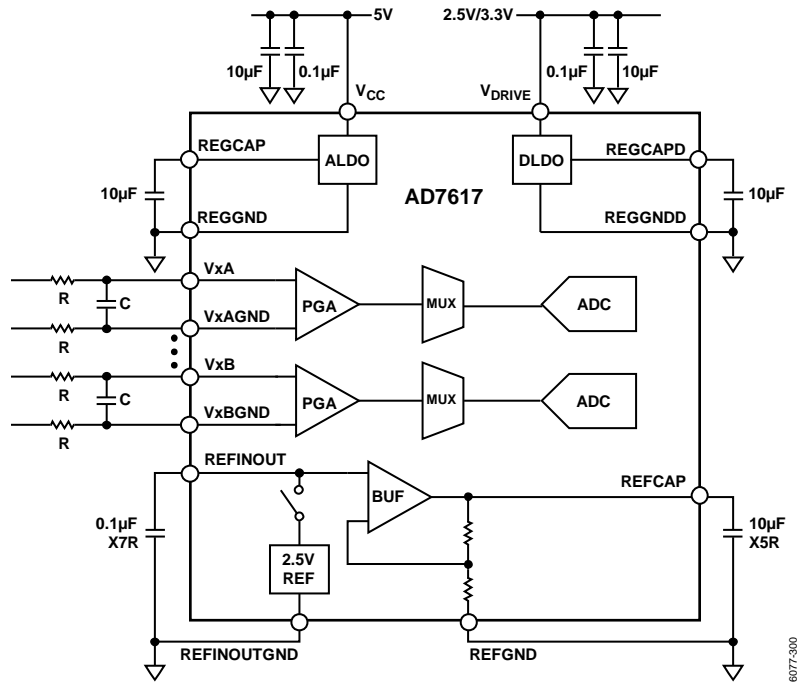 5V
2.5V/3.3V
10µF
0.1µF
0.1µF
10µF
VCC
VDRIVE
REGCAP
ALDO
DLDO
REGCAPD
10µF
AD7617
10µF
REGGND
REGGNDD
VxA
R
C
PGA
MUX
ADC
VxAGND
R
VxB
R
C
PGA
MUX
ADC
VxBGND
R
REFINOUT
BUF
REFCAP
0.1µF
X7R
10µF
X5R
2.5V
REF
REFINOUTGND
REFGND
6077-300